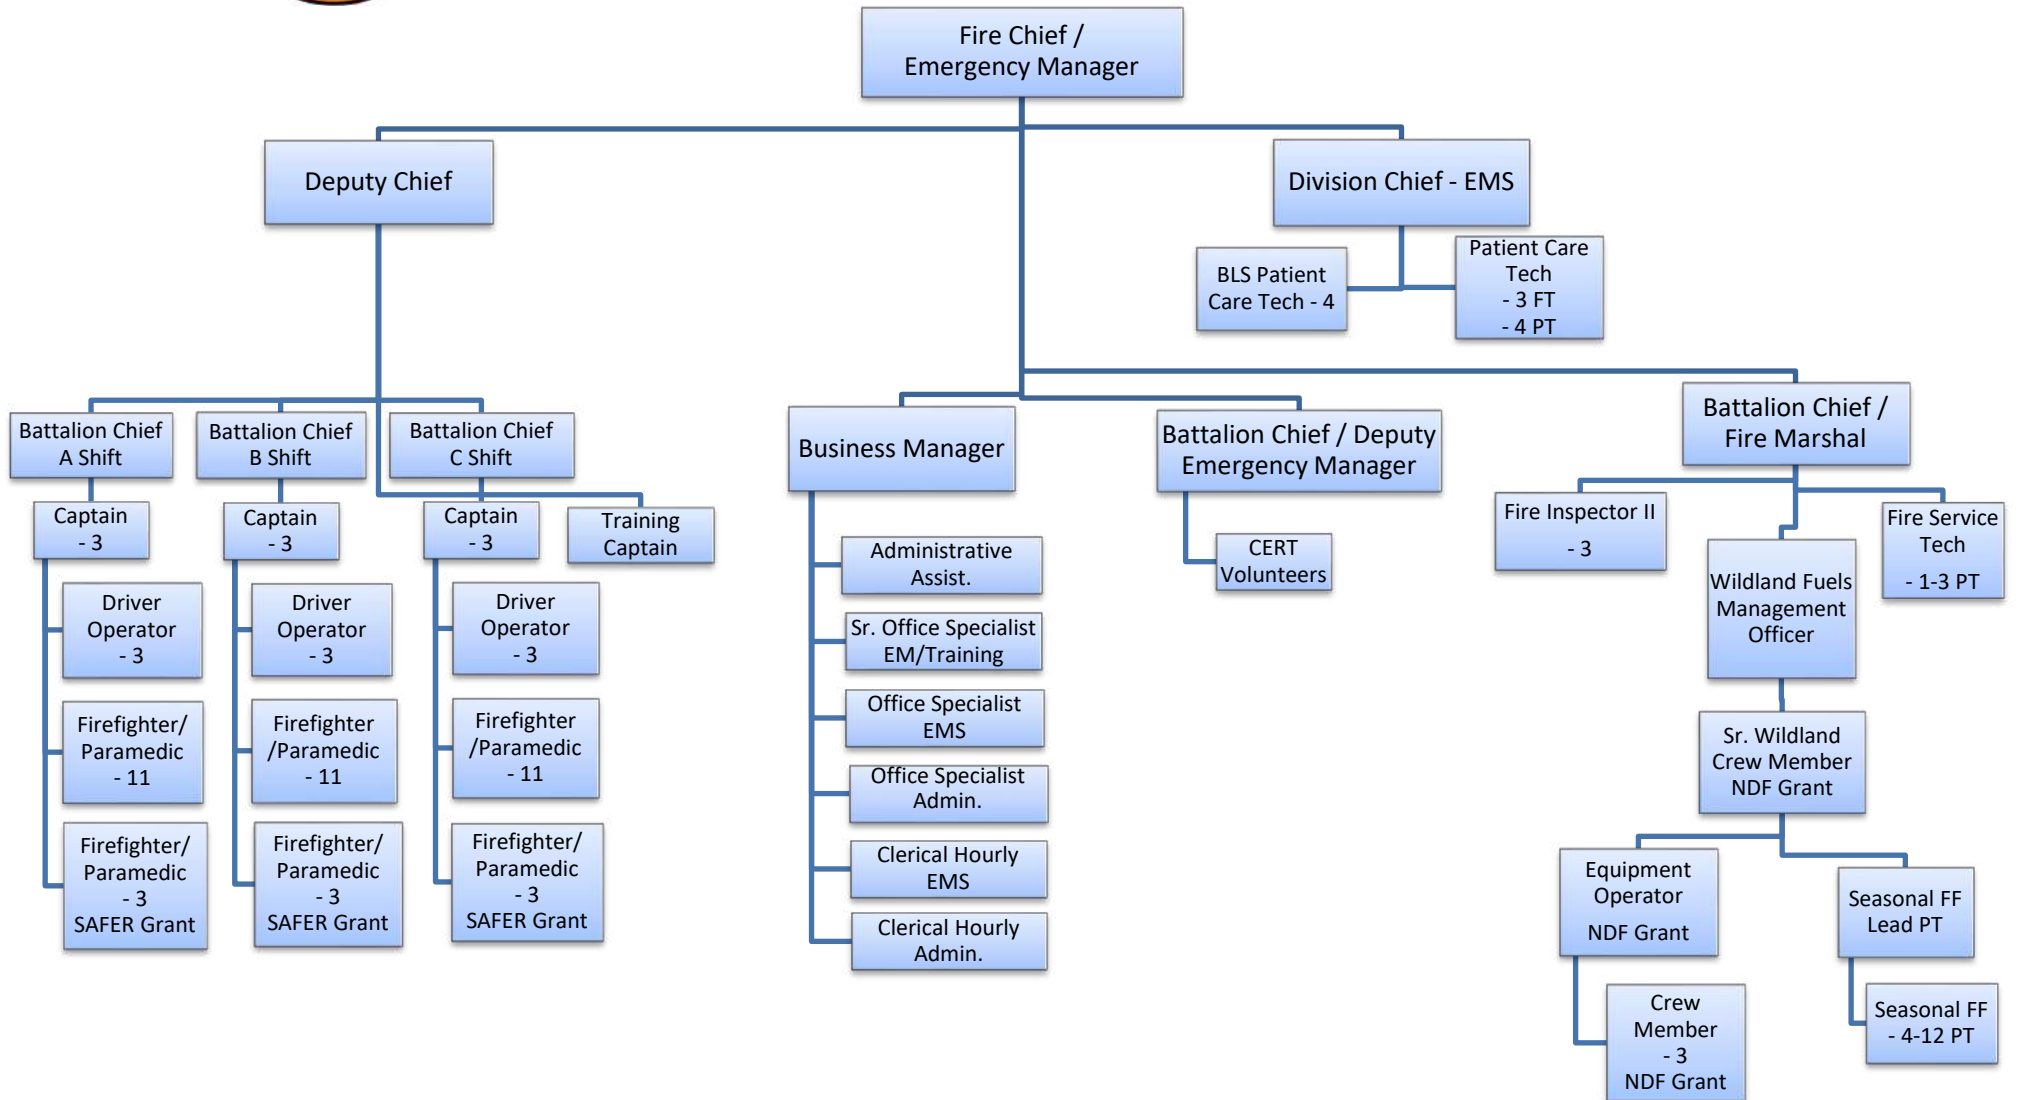 Fire Chief /
Emergency Manager
Deputy Chief
Division Chief - EMS
BLS Patient
Care Tech - 4
Patient Care
Tech
- 3 FT
- 4 PT
Battalion Chief
A Shift
Battalion Chief
B Shift
Battalion Chief
C Shift
Business Manager
Battalion Chief / Deputy
Emergency Manager
Battalion Chief /
Fire Marshal
Captain
- 3
Captain
- 3
Captain
- 3
Training
Captain
Driver
Operator
- 3
Driver
Operator
- 3
Driver
Operator
- 3
Firefighter/
Paramedic
- 11
Firefighter
/Paramedic
- 11
Firefighter
/Paramedic
- 11
Firefighter/
Paramedic
- 3
SAFER Grant
Firefighter/
Paramedic
- 3
SAFER Grant
Firefighter/
Paramedic
- 3
SAFER Grant
Administrative
Assist.
Sr. Office Specialist
EM/Training
Office Specialist
EMS
Office Specialist
Admin.
Clerical Hourly
EMS
Clerical Hourly
Admin.
CERT
Volunteers
Fire Inspector II
- 3
Wildland Fuels
Management
Officer
Fire Service
Tech
- 1-3 PT
Sr. Wildland
Crew Member
NDF Grant
Equipment
Operator
NDF Grant
Seasonal FF
Lead PT
Crew
Member
- 3
NDF Grant
Seasonal FF
- 4-12 PT